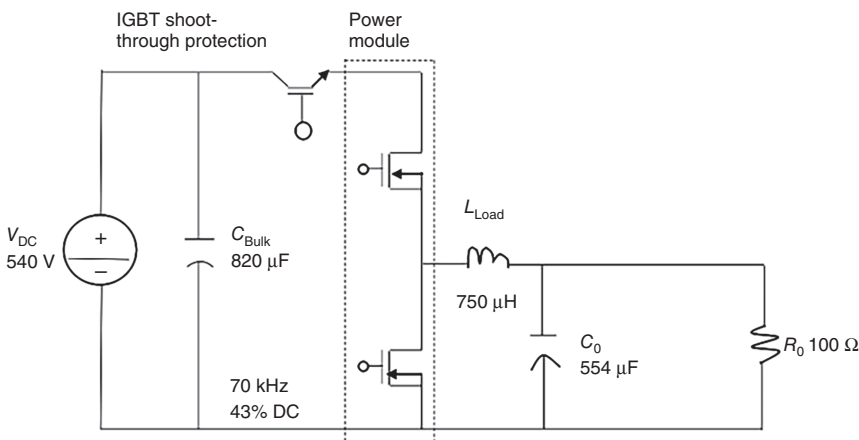 IGBT shoot-
through protection
Power
module
V_DC
540 V
+
−
C_Bulk
820 μF
L_Load
750 μH
C_0
554 μF
R_0 100 Ω
70 kHz
43% DC